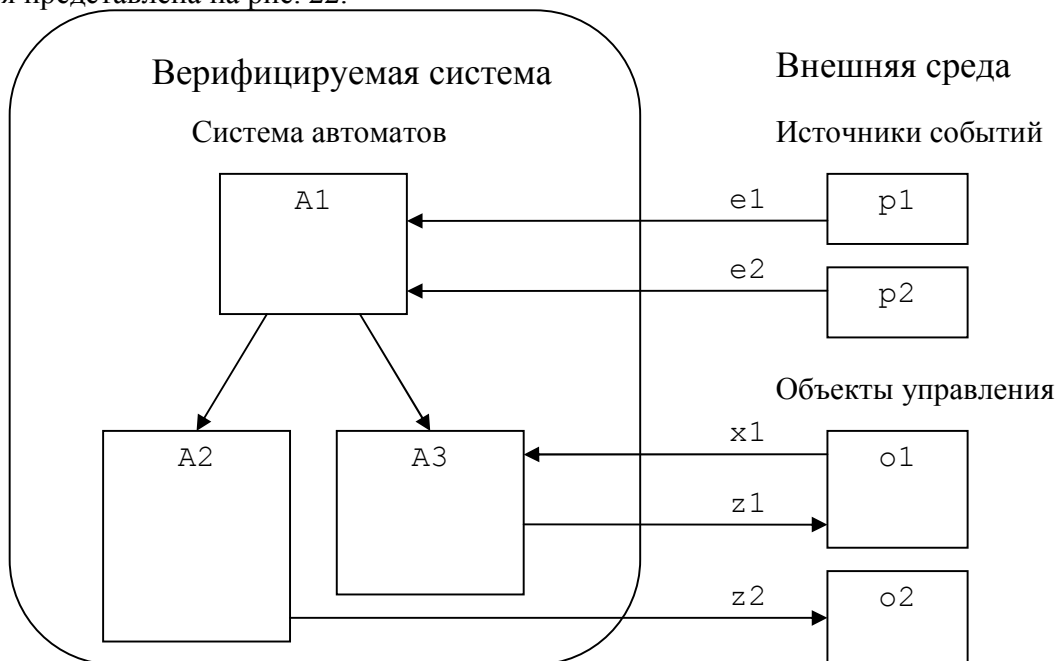 я представлена на рис. 22.
Верифицируемая система
Внешняя среда
Система автоматов
Источники событий
A1
e1
p1
e2
p2
Объекты управления
A2
A3
x1
o1
z1
z2
o2